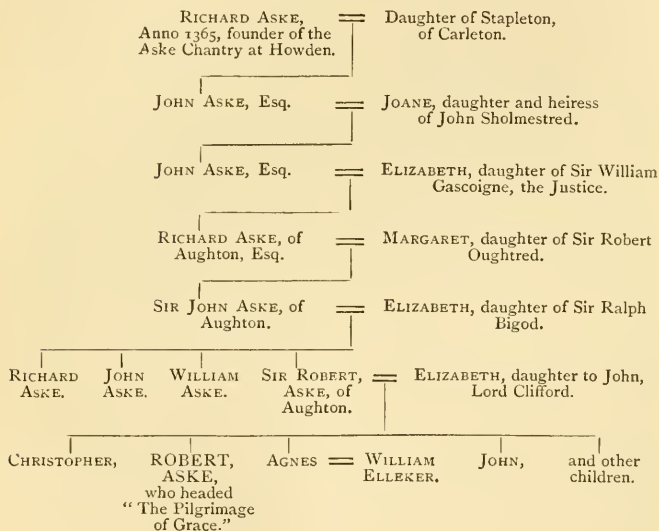 RICHARD ASKE, = Daughter of Stapleton,
Anno 1365, founder of the of Carleton.
Aske Chantry at Howden.
JOHN ASKE, Esq. = JOANE, daughter and heiress
of John Sholmestred.
JOHN ASKE, Esq. = ELIZABETH, daughter of Sir William
Gascoigne, the Justice.
RICHARD ASKE, of = MARGARET, daughter of Sir Robert
Aughton, Esq. Oughtred.
SIR JOHN ASKE, of = ELIZABETH, daughter of Sir Ralph
Aughton. Bigod.
RICHARD JOHN WILLIAM SIR ROBERT, = ELIZABETH, daughter to John,
ASKE. ASKE. ASKE. ASKE, of Lord Clifford.
Aughton.
CHRISTOPHER, ROBERT, AGNES = WILLIAM JOHN, and other
ASKE, ELLEKER. children.
who headed
"The Pilgrimage
of Grace."